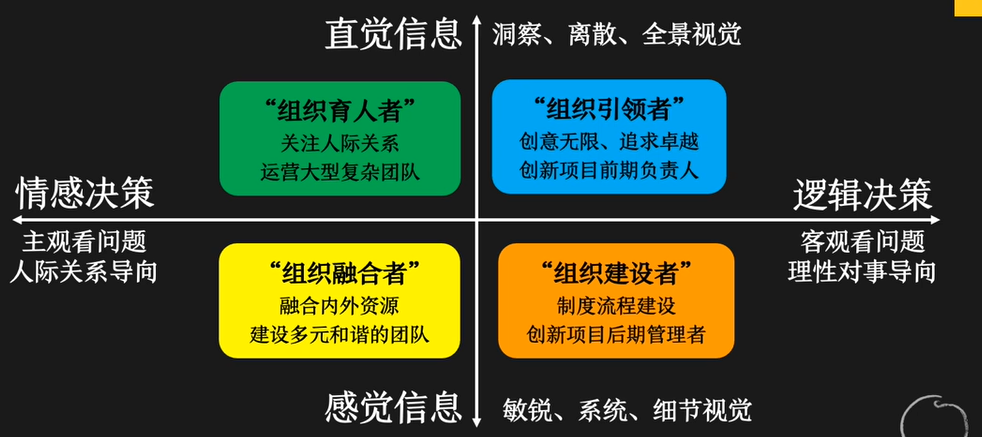 直觉信息
洞察、离散、全景视觉
“组织育人者”
关注人际关系
运营大型复杂团队
“组织引领者”
创意无限、追求卓越
创新项目前期负责人
情感决策
主观看问题
人际关系导向
逻辑决策
客观看问题
理性对事导向
“组织融合者”
融合内外资源
建设多元和谐的团队
“组织建设者”
制度流程建设
创新项目后期管理者
感觉信息
敏锐、系统、细节视觉